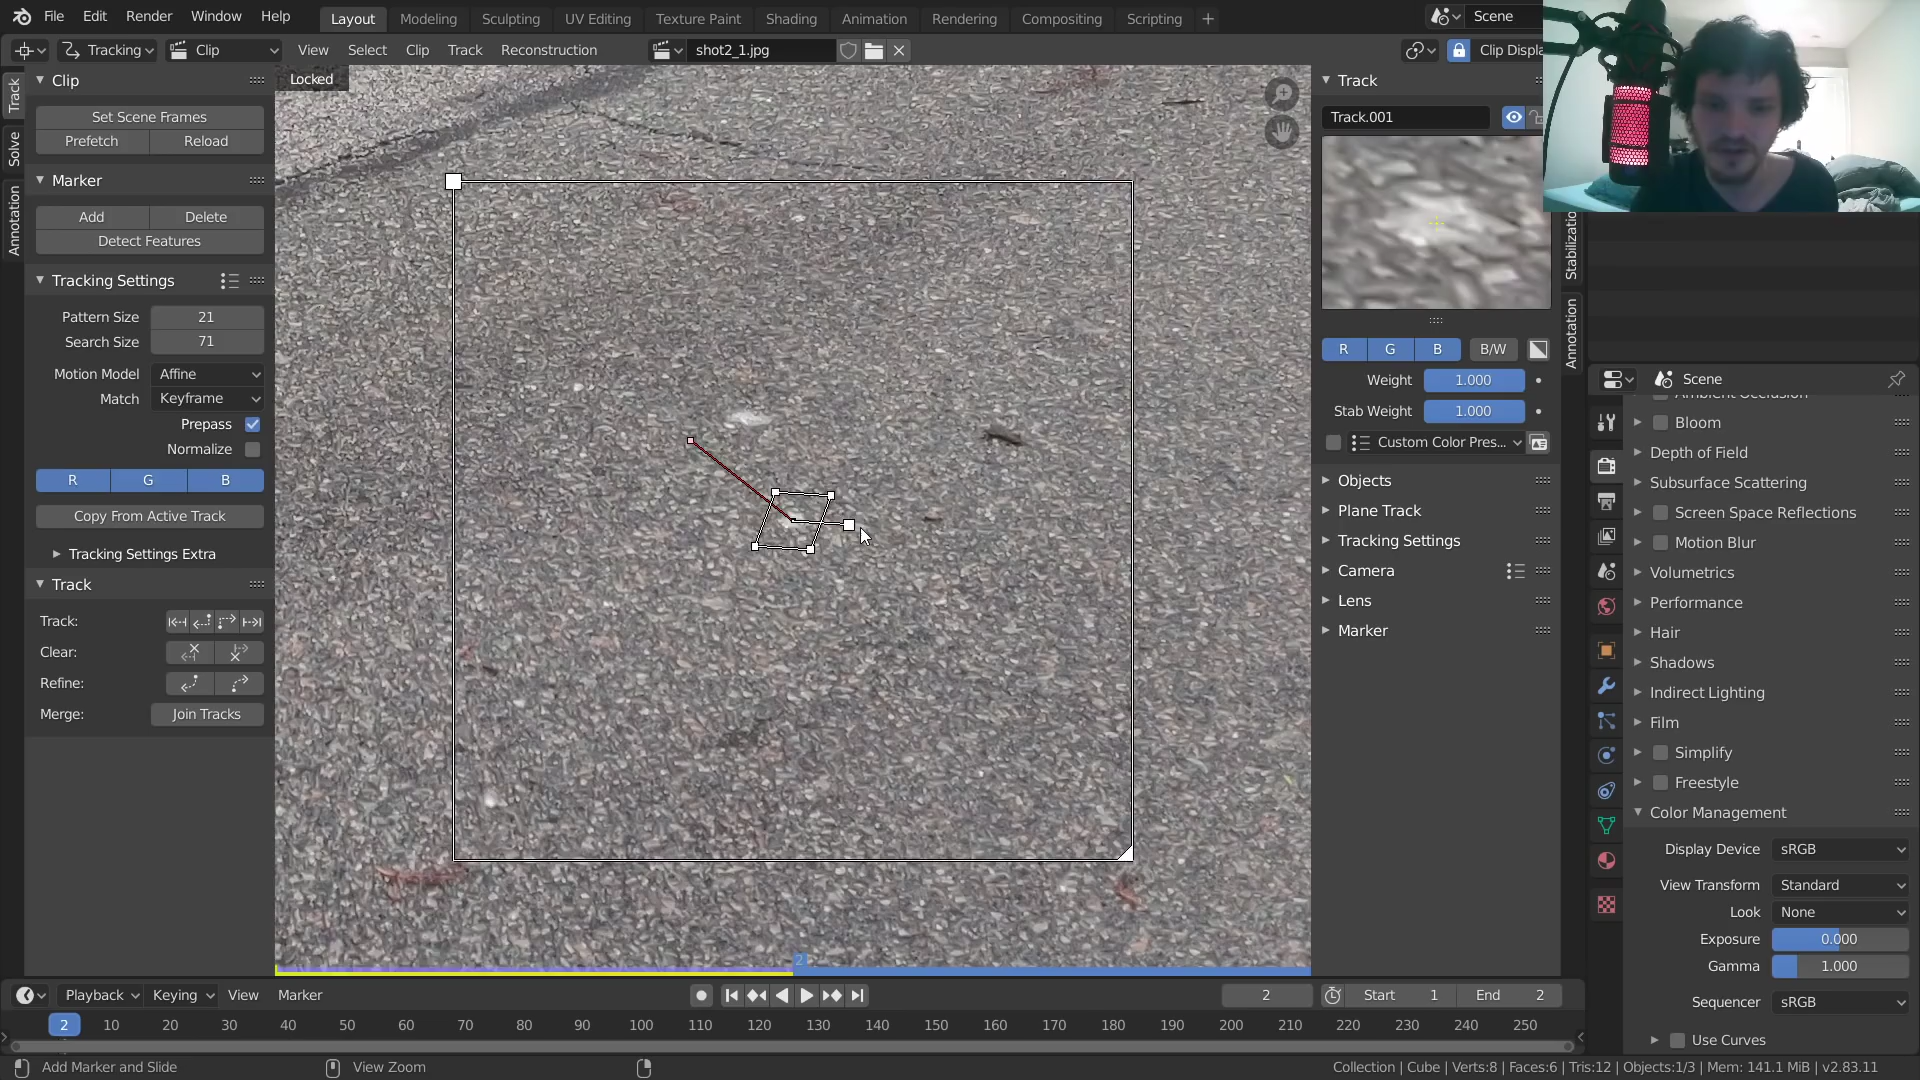 File Edit Render Window Help Layout Modeling Sculpting UV Editing Texture Paint Shading Animation Rendering Compositing Scripting + Scene
Tracking Clip View Select Clip Track Reconstruction shot2_1.jpg Clip Displa
Track
Solve
Annotation
Clip
Set Scene Frames
Prefetch Reload
Marker
Add Delete
Detect Features
Tracking Settings
Pattern Size 21
Search Size 71
Motion Model Affine
Match Keyframe
Prepass
Normalize
R G B
Copy From Active Track
Tracking Settings Extra
Track
Track:
Clear:
Refine:
Merge: Join Tracks
Locked
2
Track
Track.001
R G B B/W
Weight 1.000
Stab Weight 1.000
Custom Color Pres...
Objects
Plane Track
Tracking Settings
Camera
Lens
Marker
Stabilizatio
Annotation
Scene
Ambient Occlusion
Bloom
Depth of Field
Subsurface Scattering
Screen Space Reflections
Motion Blur
Volumetrics
Performance
Hair
Shadows
Indirect Lighting
Film
Simplify
Freestyle
Color Management
Display Device sRGB
View Transform Standard
Look None
Exposure 0.000
Gamma 1.000
Sequencer sRGB
Use Curves
Playback Keying View Marker 2 Start 1 End 2
2 10 20 30 40 50 60 70 80 90 100 110 120 130 140 150 160 170 180 190 200 210 220 230 240 250
Add Marker and Slide View Zoom Collection | Cube | Verts:8 | Faces:6 | Tris:12 | Objects:1/3 | Mem: 141.1 MiB | v2.83.11